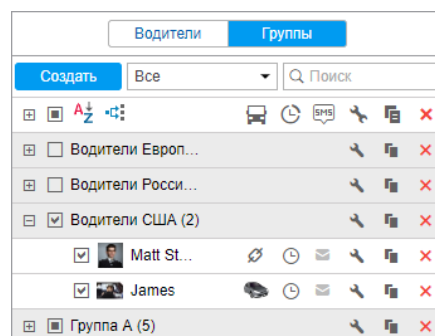 Водители Группы
Создать Все Поиск
A Z SMS
Водители Европ...
Водители Росси...
Водители США (2)
Matt St...
James
Группа А (5)